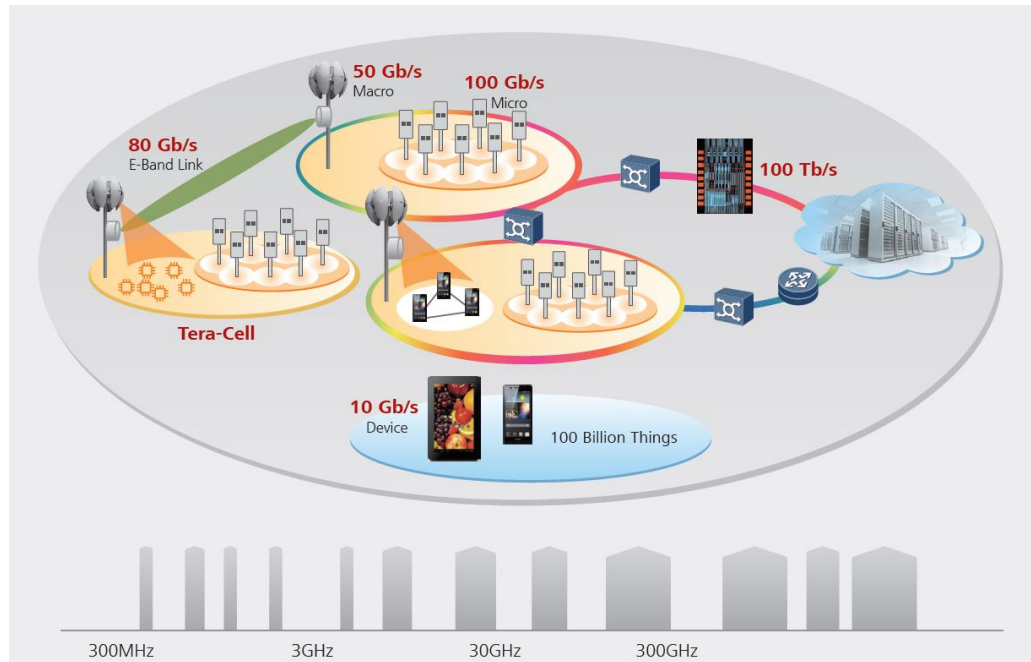 50 Gb/s
Macro
100 Gb/s
Micro
80 Gb/s
E-Band Link
100 Tb/s
Tera-Cell
10 Gb/s
Device
100 Billion Things
300MHz
3GHz
30GHz
300GHz